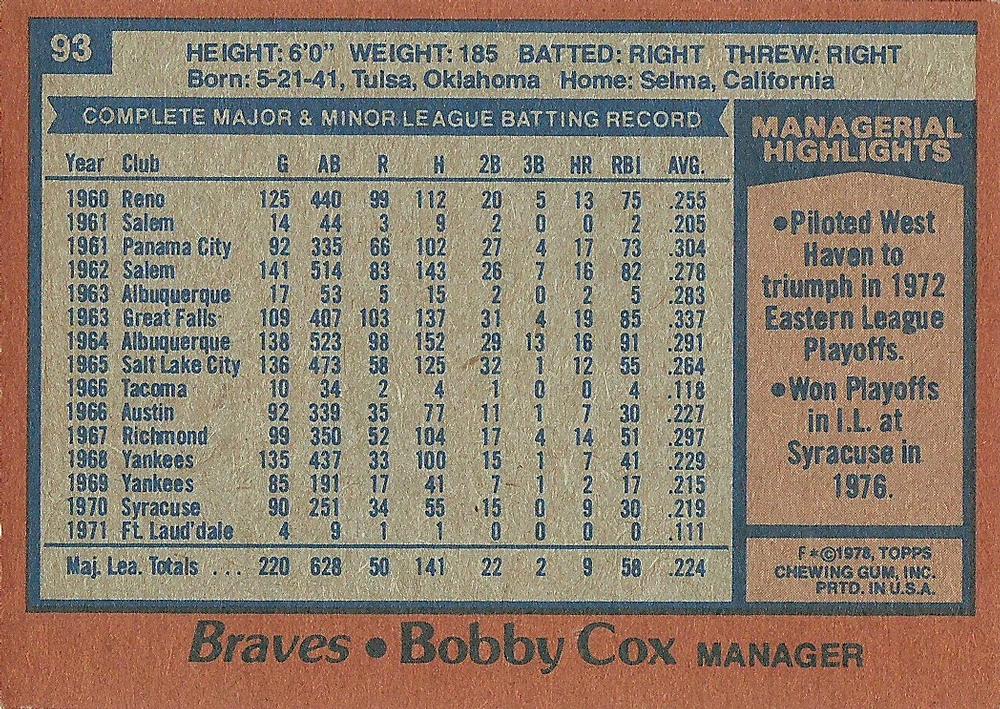 93
HEIGHT: 6'0" WEIGHT: 185 BATTED: RIGHT THREW: RIGHT
Born: 5-21-41, Tulsa, Oklahoma Home: Selma, California
COMPLETE MAJOR & MINOR LEAGUE BATTING RECORD
Year Club G AB R H 2B 3B HR RBI AVG.
1960 Reno 125 440 99 112 20 5 13 75 .255
1961 Salem 14 44 3 9 2 0 0 2 .205
1961 Panama City 92 335 66 102 27 4 17 73 .304
1962 Salem 141 514 83 143 26 7 16 82 .278
1963 Albuquerque 17 53 5 15 2 0 2 5 .283
1963 Great Falls 109 407 103 137 31 4 19 85 .337
1964 Albuquerque 138 523 98 152 29 13 16 91 .291
1965 Salt Lake City 136 473 58 125 32 1 12 55 .264
1966 Tacoma 10 34 2 4 1 0 0 4 .118
1966 Austin 92 339 35 77 11 1 7 30 .227
1967 Richmond 99 350 52 104 17 4 14 51 .297
1968 Yankees 135 437 33 100 15 1 7 41 .229
1969 Yankees 85 191 17 41 7 1 2 17 .215
1970 Syracuse 90 251 34 55 15 0 9 30 .219
1971 Ft. Laud'dale 4 9 1 1 0 0 0 0 .111
Maj. Lea. Totals ... 220 628 50 141 22 2 9 58 .224
MANAGERIAL
HIGHLIGHTS
•Piloted West
Haven to
triumph in 1972
Eastern League
Playoffs.
•Won Playoffs
in I.L. at
Syracuse in
1976.
F*©1978, TOPPS
CHEWING GUM, INC.
PRTD. IN U.S.A.
Braves • Bobby Cox MANAGER